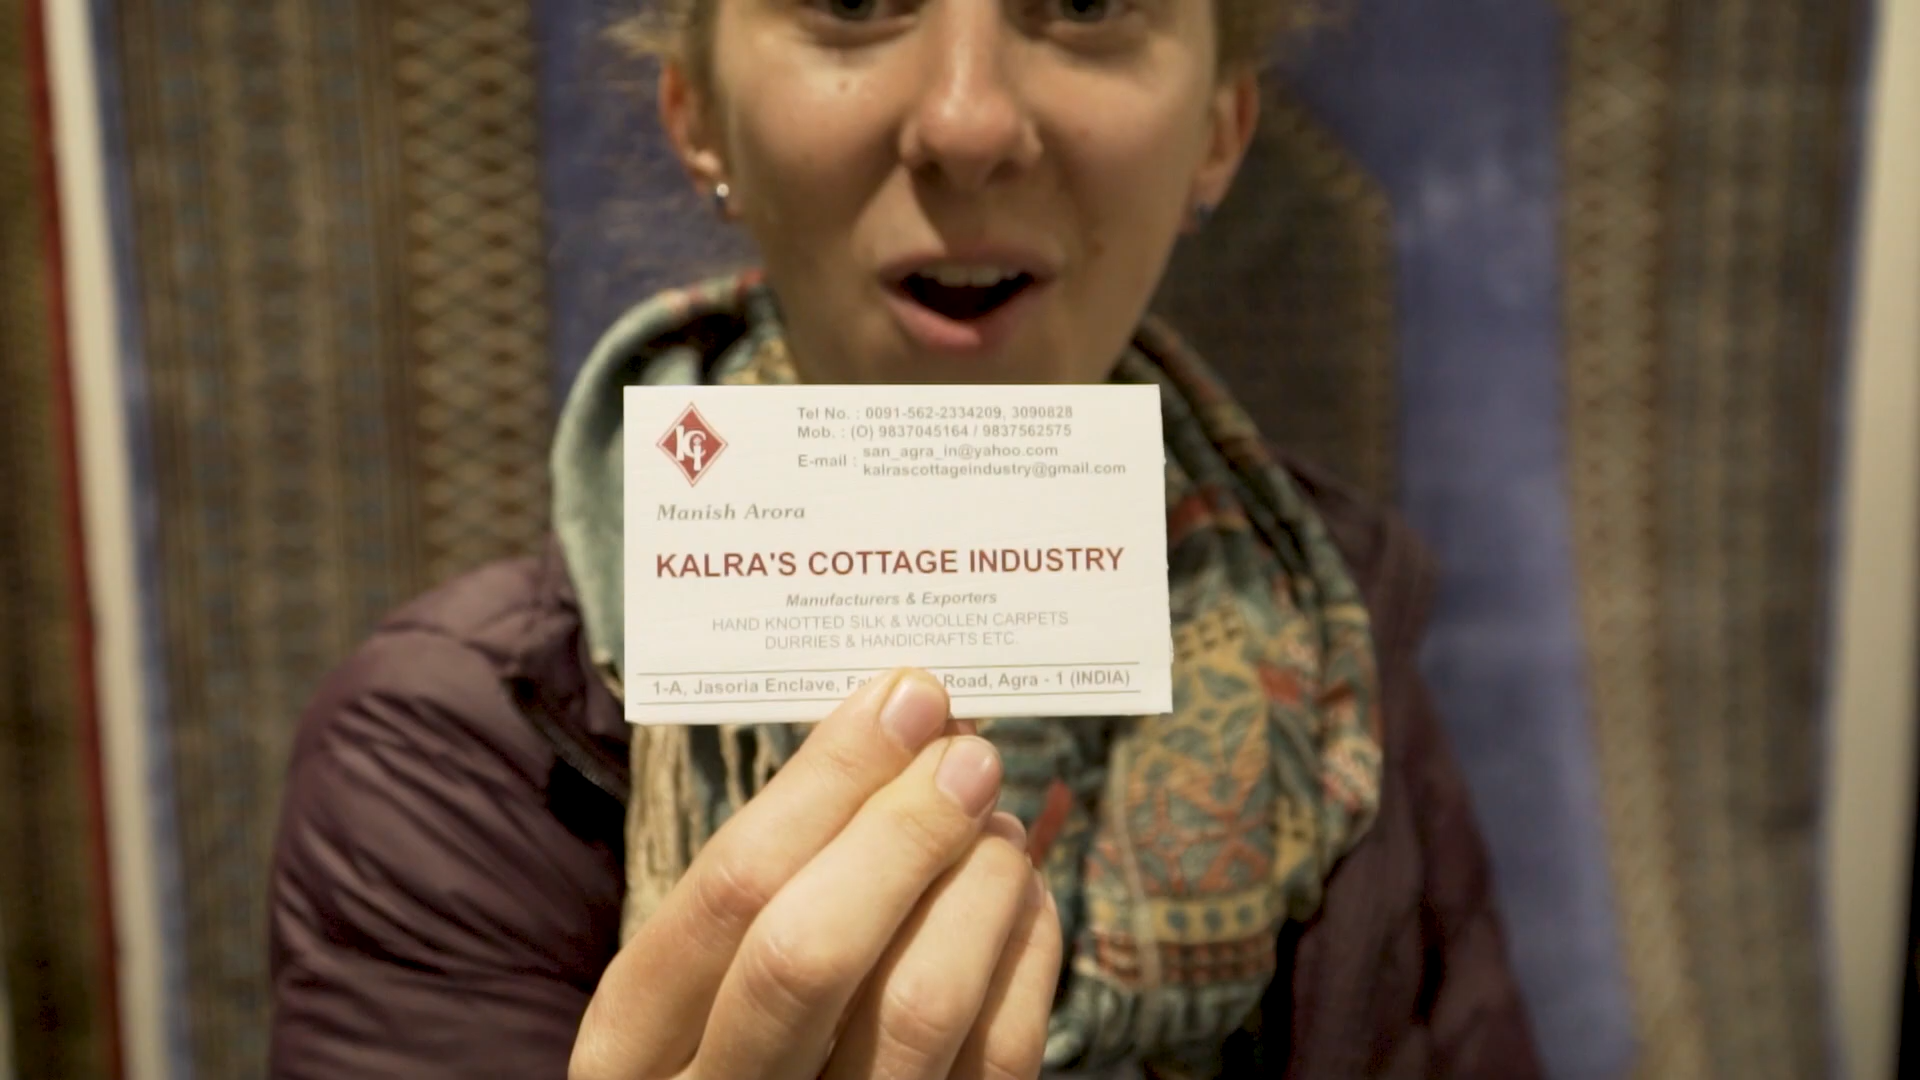 KCI
Tel No. : 0091-562-2334209, 3090828
Mob. : (O) 9837045164 / 9837562575
E-mail : san_agra_in@yahoo.com
kalrascottageindustry@gmail.com
Manish Arora
KALRA'S COTTAGE INDUSTRY
Manufacturers & Exporters
HAND KNOTTED SILK & WOOLLEN CARPETS
DURRIES & HANDICRAFTS ETC.
1-A, Jasoria Enclave, Road, Agra - 1 (INDIA)